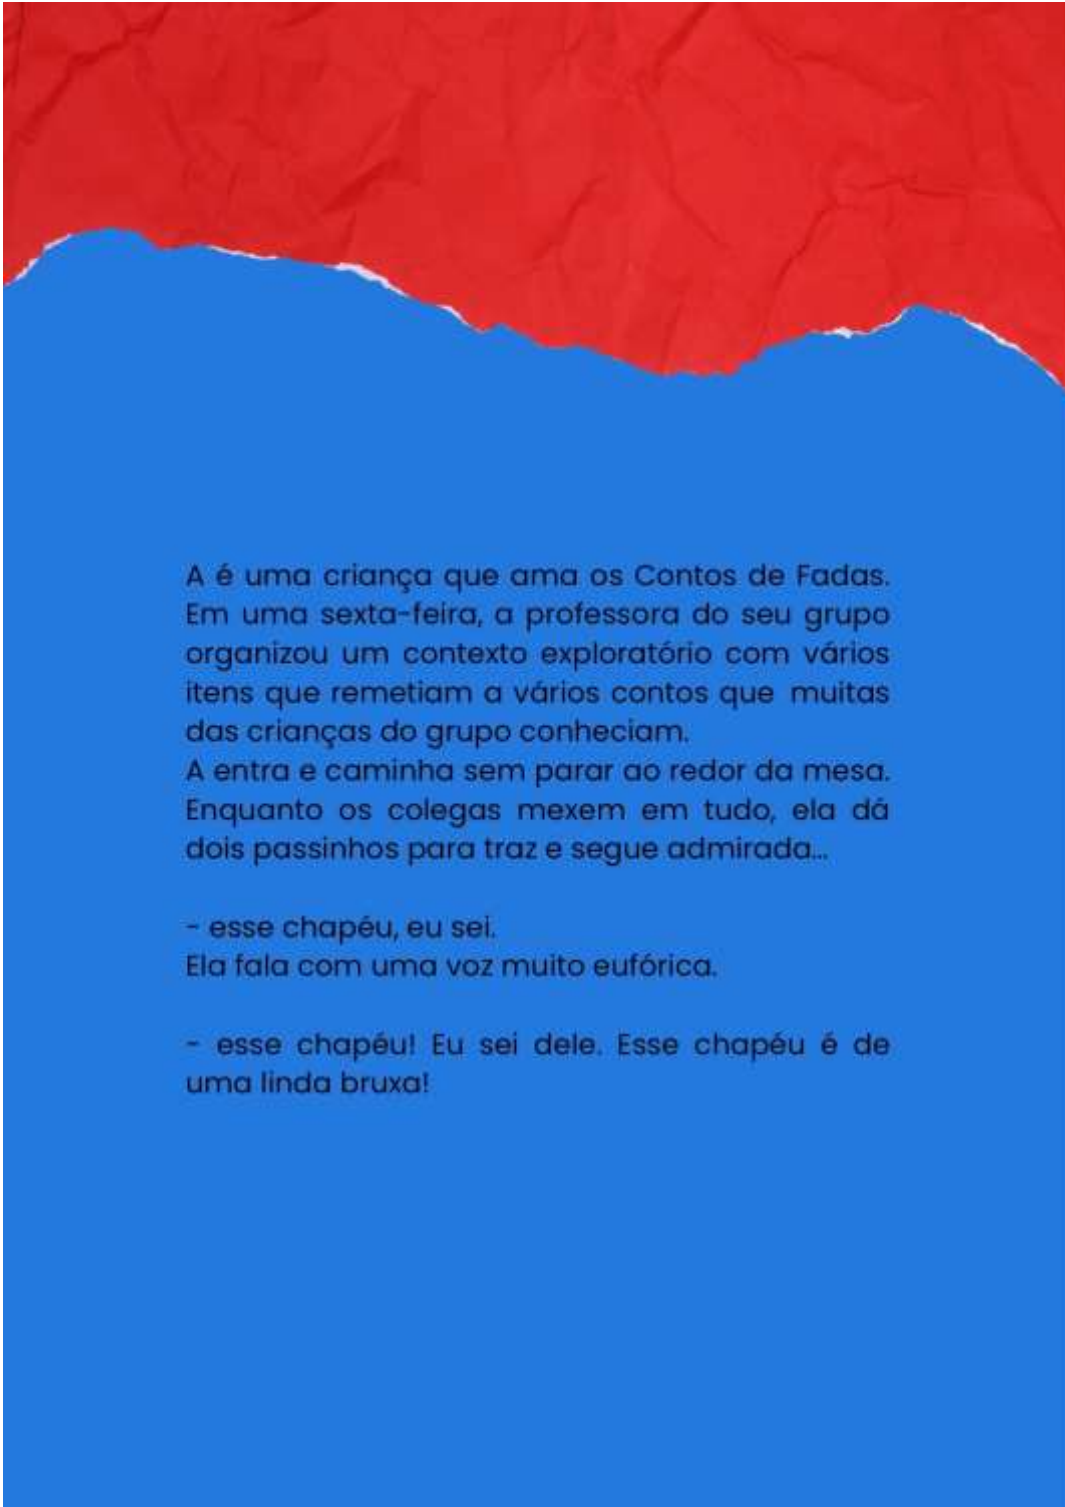 A é uma criança que ama os Contos de Fadas.
Em uma sexta-feira, a professora do seu grupo
organizou um contexto exploratório com vários
itens que remetiam a vários contos que muitas
das crianças do grupo conheciam.
A entra e caminha sem parar ao redor da mesa.
Enquanto os colegas mexem em tudo, ela dá
dois passinhos para traz e segue admirada...
- esse chapéu, eu sei.
Ela fala com uma voz muito eufórica.
- esse chapéu! Eu sei dele. Esse chapéu é de
uma linda bruxa!